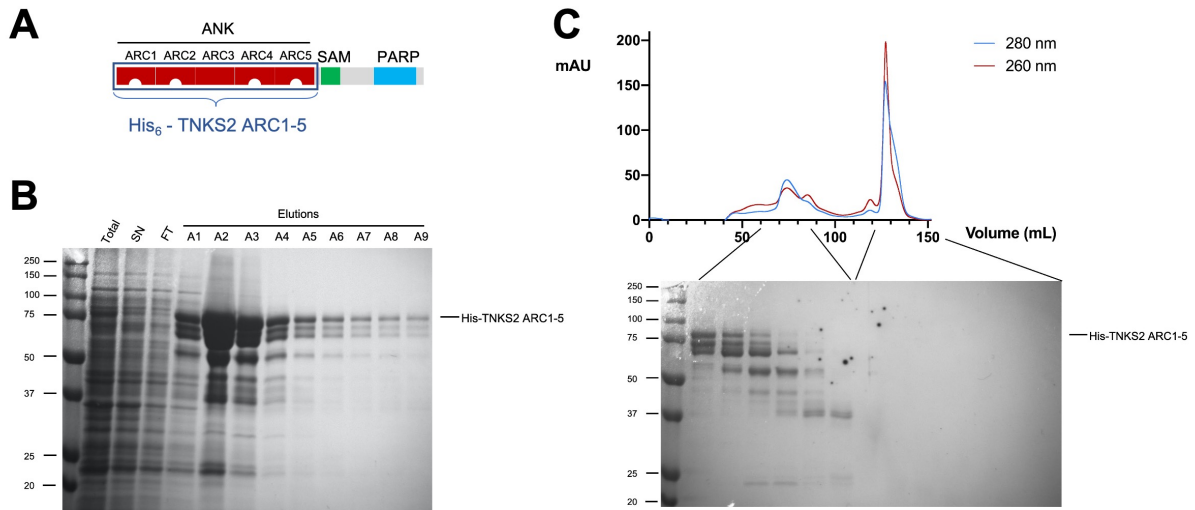 A
ANK
ARC1 ARC2 ARC3 ARC4 ARC5 SAM PARP
His6 - TNKS2 ARC1-5
B
Elutions
Total SN FT A1 A2 A3 A4 A5 A6 A7 A8 A9
250
150
100
75
50
37
25
20
His-TNKS2 ARC1-5
C
mAU
200
150
100
50
0
0 50 100 150
Volume (mL)
280 nm
260 nm
250
150
100
75
50
37
25
20
His-TNKS2 ARC1-5